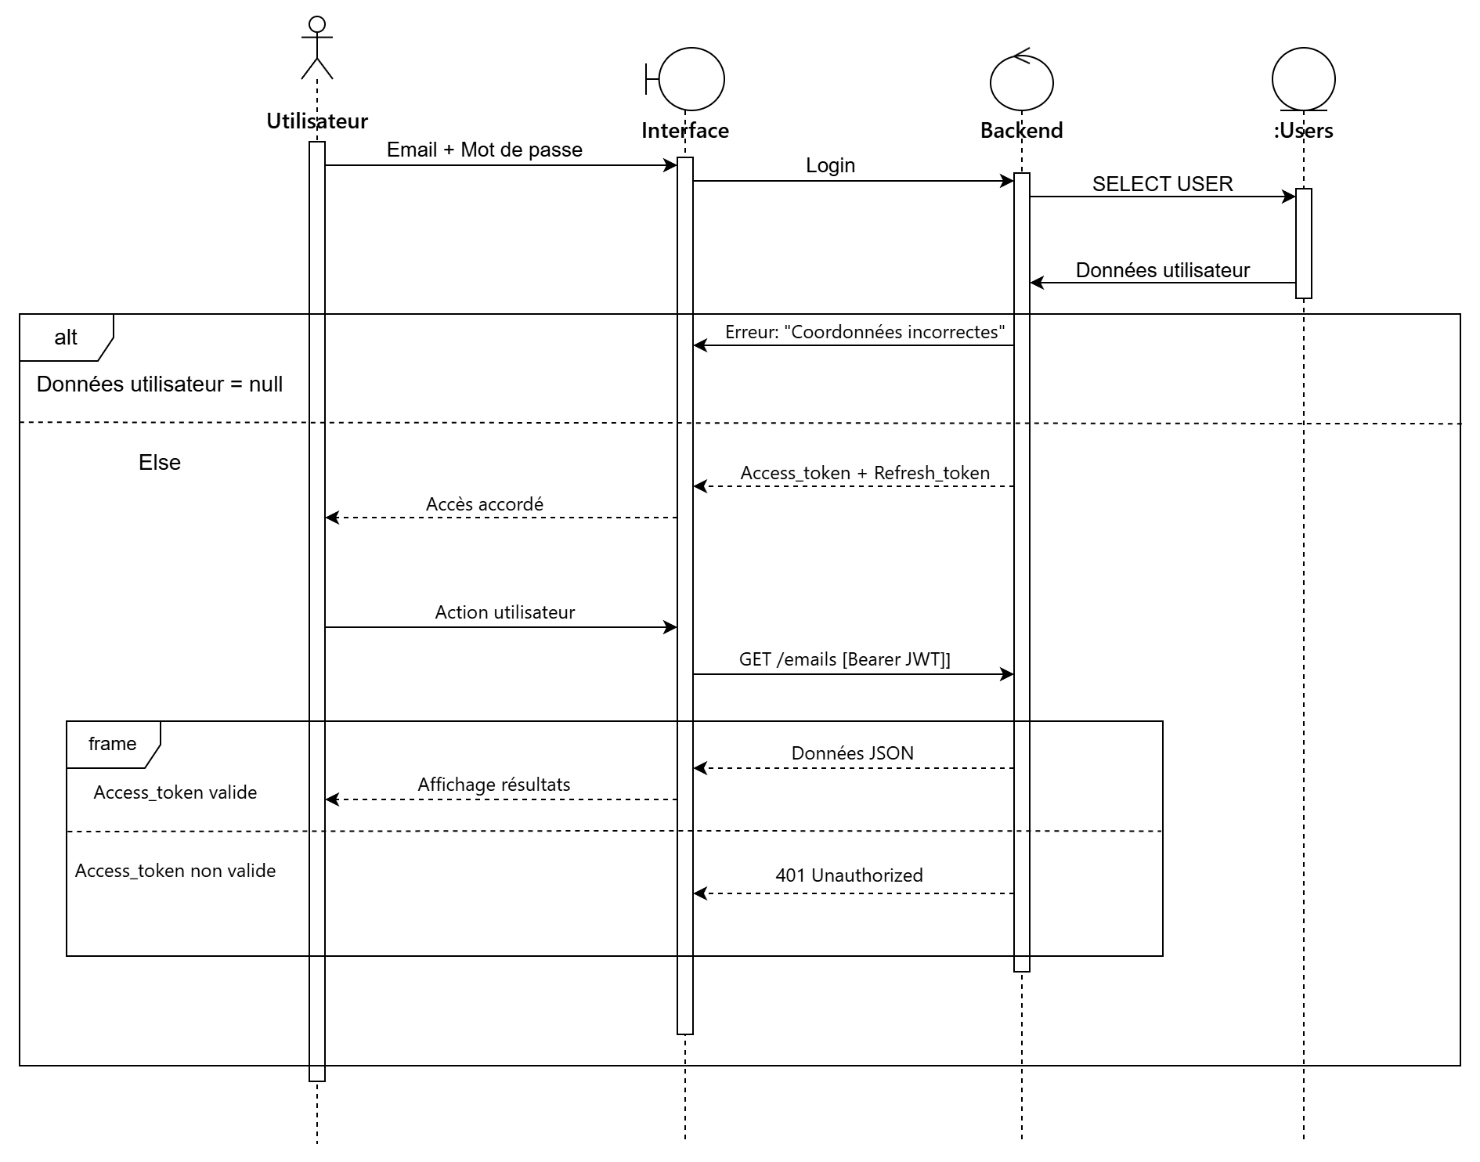 Utilisateur
Interface
Backend
:Users
Email + Mot de passe
Login
SELECT USER
Données utilisateur
alt
Erreur: "Coordonnées incorrectes"
Données utilisateur = null
Else
Access_token + Refresh_token
Accès accordé
Action utilisateur
GET /emails [Bearer JWT]]
frame
Données JSON
Affichage résultats
Access_token valide
Access_token non valide
401 Unauthorized